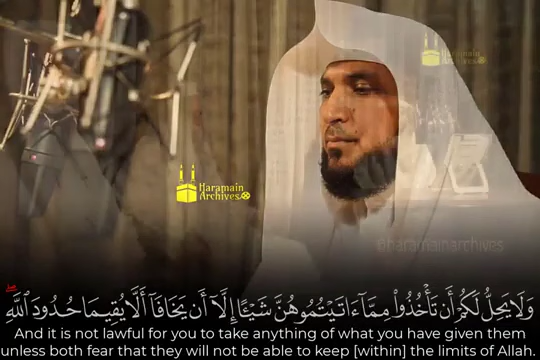 Haramain
Archives
Haramain
Archives
@haramainarchives
وَلَا يَحِلُّ لَكُمْ أَن تَأْخُذُوا۟ مِمَّآ ءَاتَيْتُمُوهُنَّ شَيْـًٔا إِلَّآ أَن يَخَافَآ أَلَّا يُقِيمَا حُدُودَ ٱللَّهِ
And it is not lawful for you to take anything of what you have given them
unless both fear that they will not be able to keep [within] the limits of Allah.